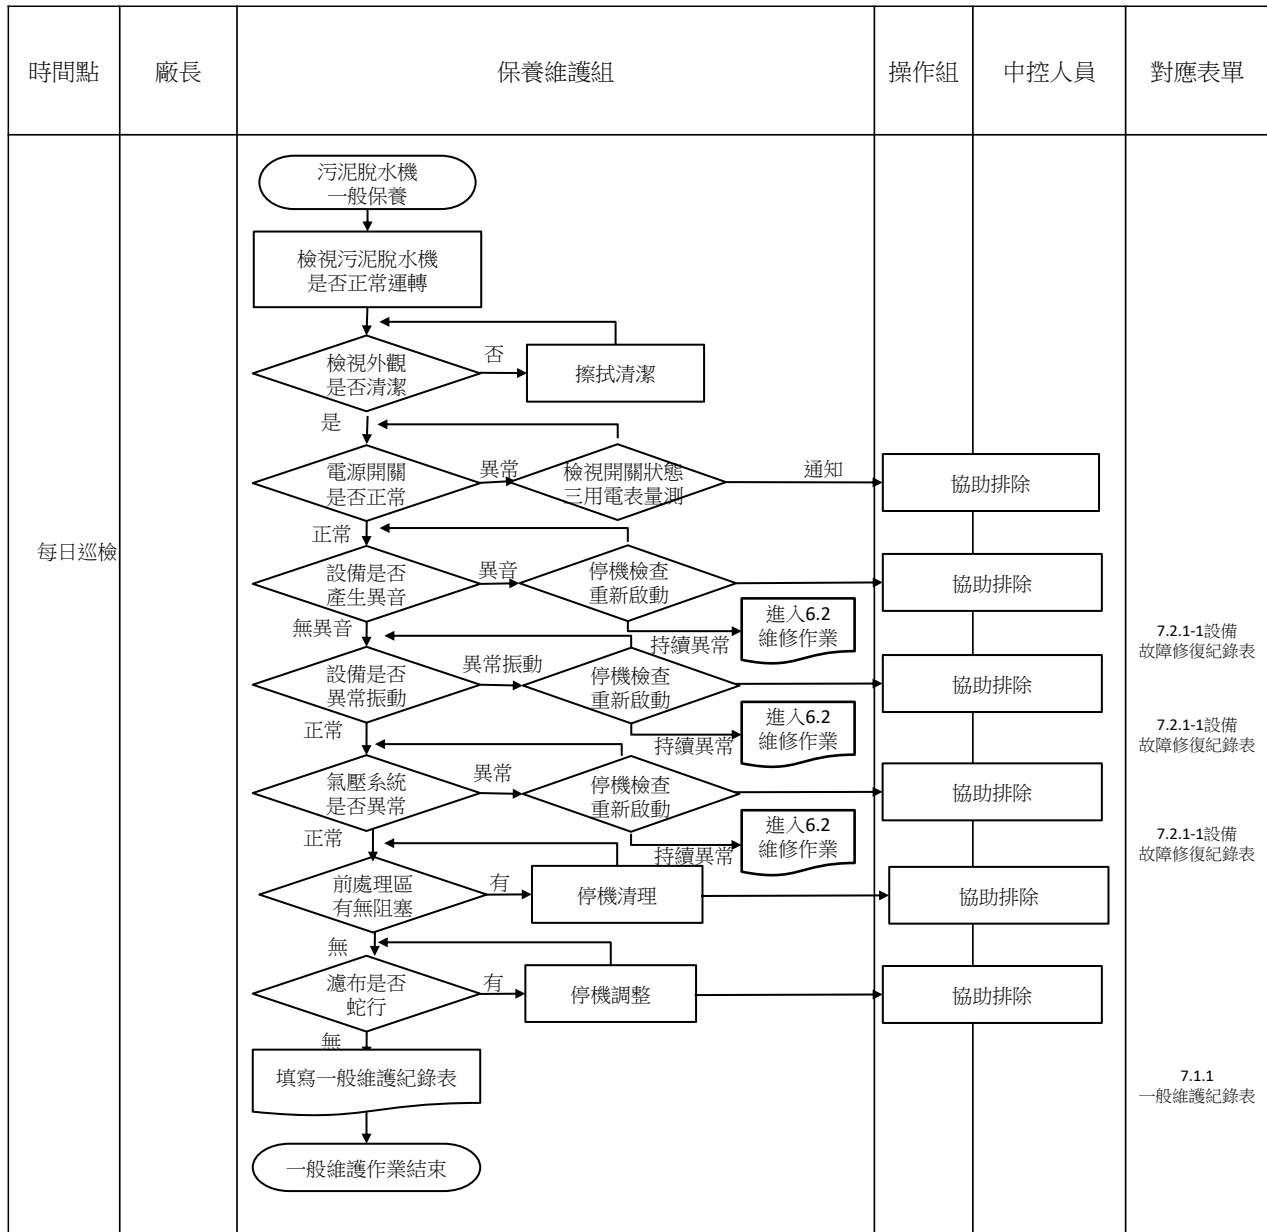 時間點
廠長
保養維護組
操作組
中控人員
對應表單
污泥脫水機
一般保養
檢視污泥脫水機
是否正常運轉
檢視外觀
是否清潔
否
擦拭清潔
是
電源開關
是否正常
異常
檢視開關狀態
三用電表量測
通知
協助排除
正常
每日巡檢
設備是否
產生異音
異音
停機檢查
重新啟動
協助排除
無異音
持續異常
進入6.2
維修作業
7.2.1-1設備
故障修復紀錄表
設備是否
異常振動
異常振動
停機檢查
重新啟動
協助排除
正常
持續異常
進入6.2
維修作業
7.2.1-1設備
故障修復紀錄表
氣壓系統
是否異常
異常
停機檢查
重新啟動
協助排除
正常
持續異常
進入6.2
維修作業
7.2.1-1設備
故障修復紀錄表
前處理區
有無阻塞
有
停機清理
協助排除
無
濾布是否
蛇行
有
停機調整
協助排除
無
填寫一般維護紀錄表
7.1.1
一般維護紀錄表
一般維護作業結束